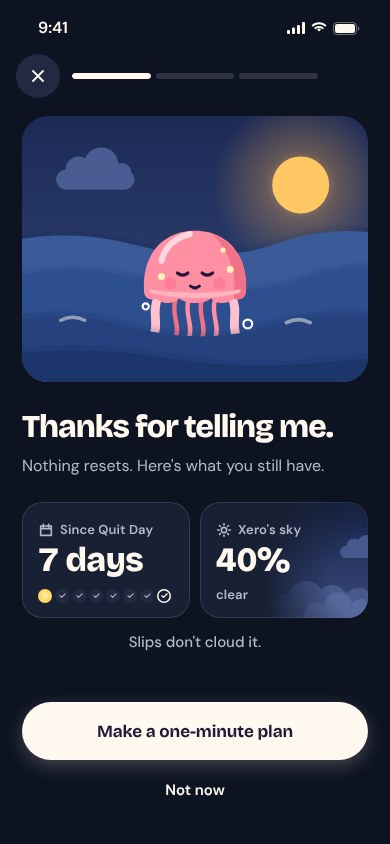 9:41
Thanks for telling me.
Nothing resets. Here's what you still have.
Since Quit Day
7 days
Xero's sky
40%
clear
Slips don't cloud it.
Make a one-minute plan
Not now